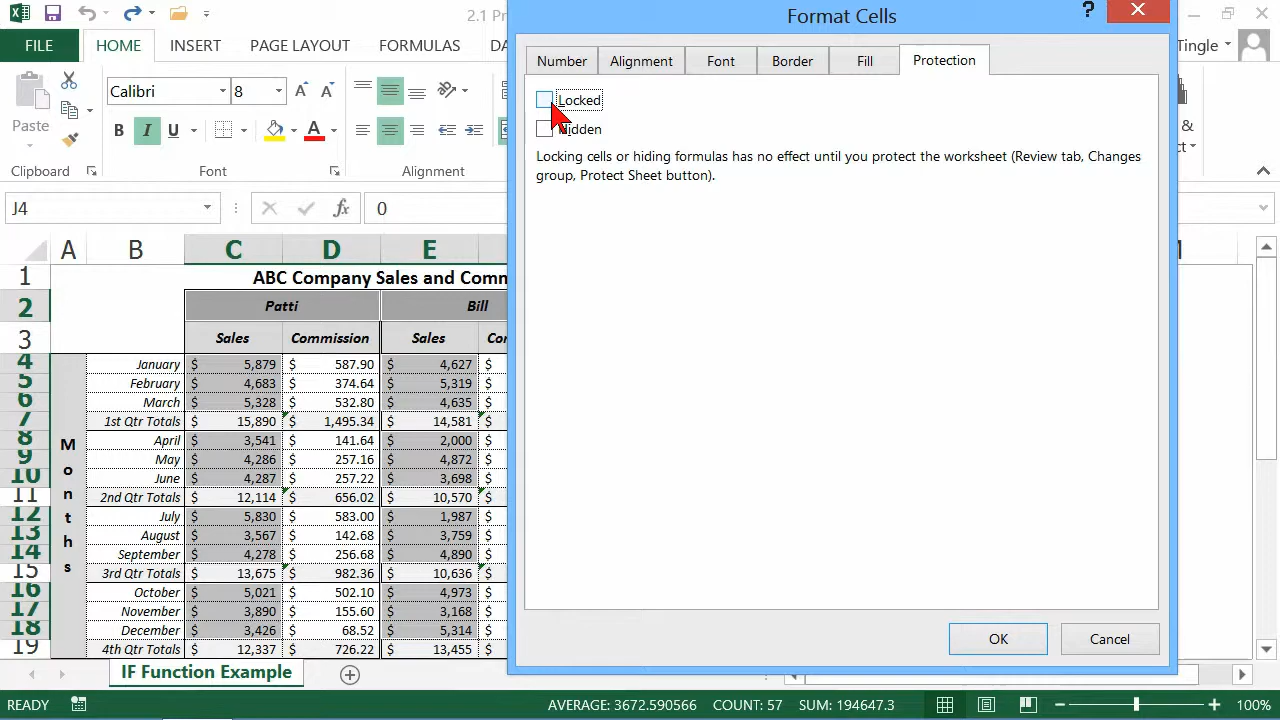 2.1 Pr
?
Format Cells
FILE
HOME
INSERT
PAGE LAYOUT
FORMULAS
DA
Tingle
Calibri
8
A A
Paste
B I U A
&
Clipboard
Font
Alignment
Number
Alignment
Font
Border
Fill
Protection
Locked
Hidden
Locking cells or hiding formulas has no effect until you protect the worksheet (Review tab, Changes
group, Protect Sheet button).
OK
Cancel
J4
fx
0
A B C D E M
1 ABC Company Sales and Comm
2 Patti Bill
3 Sales Commission Sales Cor
4 January $ 5,879 $ 587.90 $ 4,627 $
5 February $ 4,683 $ 374.64 $ 5,319 $
6 March $ 5,328 $ 532.80 $ 4,635 $
7 1st Qtr Totals $ 15,890 $ 1,495.34 $ 14,581 $
8 April $ 3,541 $ 141.64 $ 2,000 $
9 May $ 4,286 $ 257.16 $ 4,872 $
10 June $ 4,287 $ 257.22 $ 3,698 $
11 2nd Qtr Totals $ 12,114 $ 656.02 $ 10,570 $
12 July $ 5,830 $ 583.00 $ 1,987 $
13 August $ 3,567 $ 142.68 $ 3,759 $
14 September $ 4,278 $ 256.68 $ 4,890 $
15 3rd Qtr Totals $ 13,675 $ 982.36 $ 10,636 $
16 October $ 5,021 $ 502.10 $ 4,973 $
17 November $ 3,890 $ 155.60 $ 3,168 $
18 December $ 3,426 $ 68.52 $ 5,314 $
19 4th Qtr Totals $ 12,337 $ 726.22 $ 13,455 $
Months
IF Function Example
READY
AVERAGE: 3672.590566 COUNT: 57 SUM: 194647.3
100%